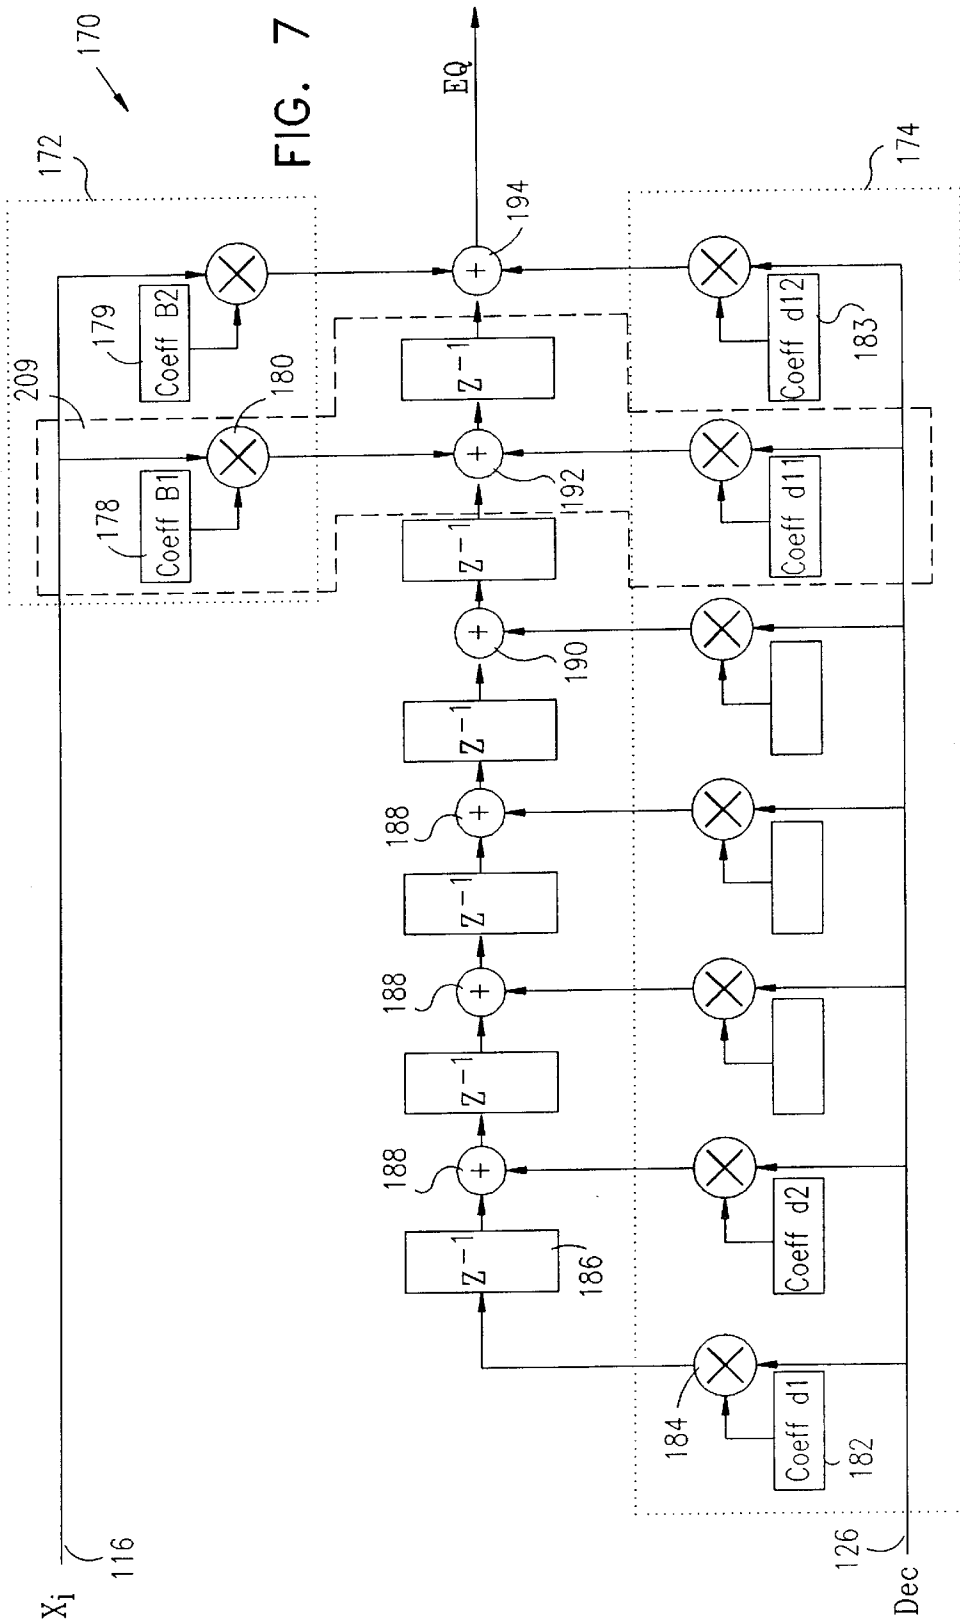 FIG. 7
170
172
Xi
116
209
178
Coeff B1
180
179
Coeff B2
EQ
Z⁻¹
186
188
Z⁻¹
188
Z⁻¹
188
Z⁻¹
190
Z⁻¹
192
Z⁻¹
194
184
Coeff d1
182
Coeff d2
Coeff d11
Coeff d12
183
174
126
Dec